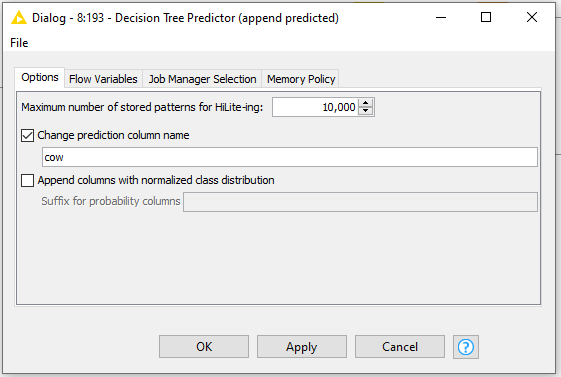 Dialog - 8:193 - Decision Tree Predictor (append predicted)
File
Options Flow Variables Job Manager Selection Memory Policy
Maximum number of stored patterns for HiLite-ing: 10,000
Change prediction column name
cow
Append columns with normalized class distribution
Suffix for probability columns
OK Apply Cancel ?